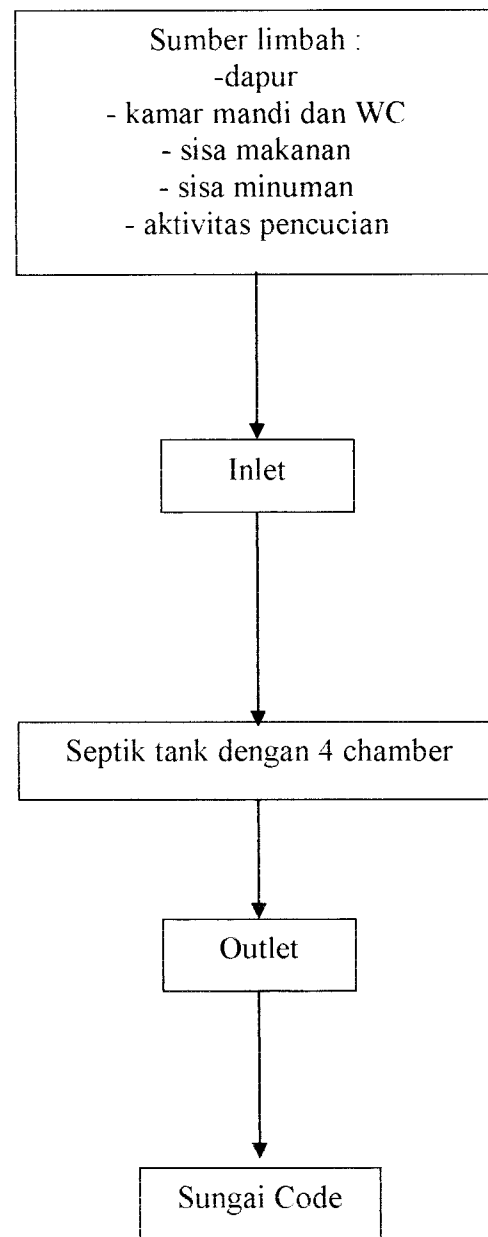 Sumber limbah :
-dapur
- kamar mandi dan WC
- sisa makanan
- sisa minuman
- aktivitas pencucian
Inlet
Septik tank dengan 4 chamber
Outlet
Sungai Code